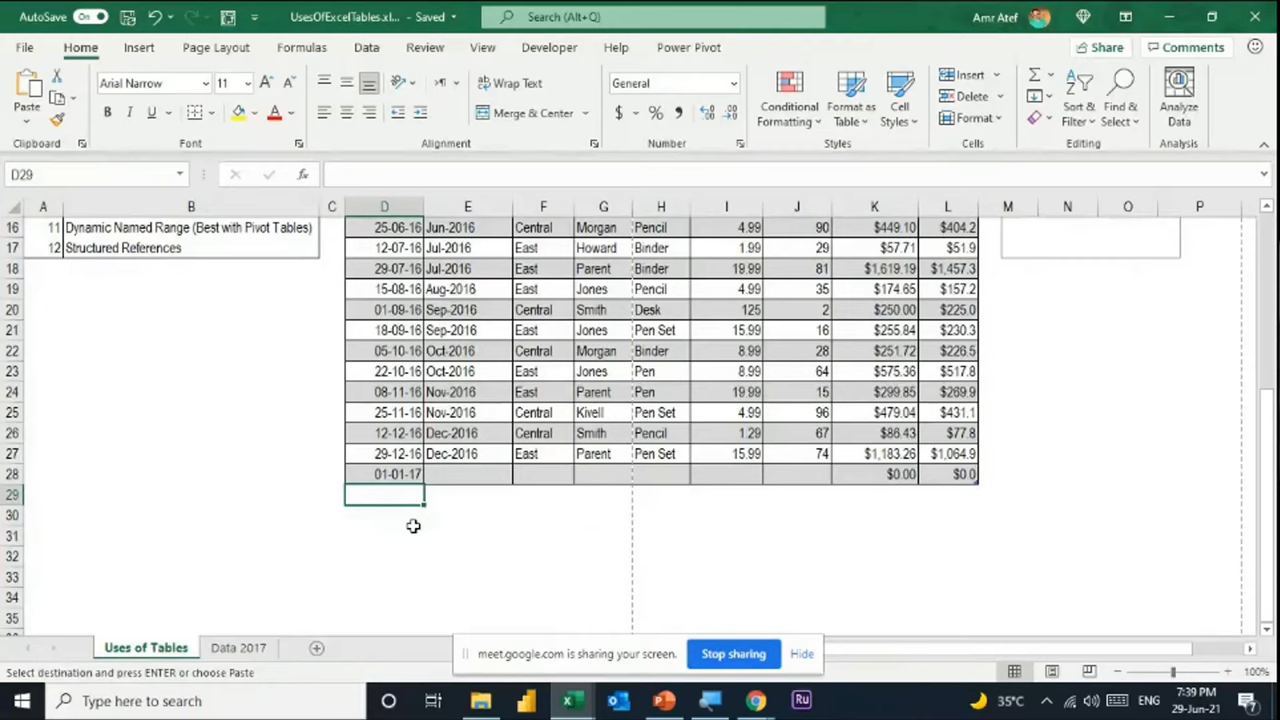 AutoSave On UsesOfExcelTables.xl... - Saved Search (Alt+Q) Amr Atef
File Home Insert Page Layout Formulas Data Review View Developer Help Power Pivot Share Comments
Arial Narrow 11 Wrap Text General Insert
Paste B I U Merge & Center $ % Conditional Formatting Format as Table Cell Styles Delete Sort & Filter Find & Select Analyze Data
Format
Clipboard Font Alignment Number Styles Cells Editing Analysis
D29 fx
A B C D E F G H I J K L M N O P
16 11 Dynamic Named Range (Best with Pivot Tables) 25-06-16 Jun-2016 Central Morgan Pencil 4.99 90 $449.10 $404.2
17 12 Structured References 12-07-16 Jul-2016 East Howard Binder 1.99 29 $57.71 $51.9
18 29-07-16 Jul-2016 East Parent Binder 19.99 81 $1,619.19 $1,457.3
19 15-08-16 Aug-2016 East Jones Pencil 4.99 35 $174.65 $157.2
20 01-09-16 Sep-2016 Central Smith Desk 125 2 $250.00 $225.0
21 18-09-16 Sep-2016 East Jones Pen Set 15.99 16 $255.84 $230.3
22 05-10-16 Oct-2016 Central Morgan Binder 8.99 28 $251.72 $226.5
23 22-10-16 Oct-2016 East Jones Pen 8.99 64 $575.36 $517.8
24 08-11-16 Nov-2016 East Parent Pen 19.99 15 $299.85 $269.9
25 25-11-16 Nov-2016 Central Kivell Pen Set 4.99 96 $479.04 $431.1
26 12-12-16 Dec-2016 Central Smith Pencil 1.29 67 $86.43 $77.8
27 29-12-16 Dec-2016 East Parent Pen Set 15.99 74 $1,183.26 $1,064.9
28 01-01-17 $0.00 $0.0
29
30
31
32
33
34
35
Uses of Tables Data 2017
meet.google.com is sharing your screen. Stop sharing Hide
Select destination and press ENTER or choose Paste 100%
Type here to search Ru 35°C ENG 7:39 PM
29-Jun-21 7